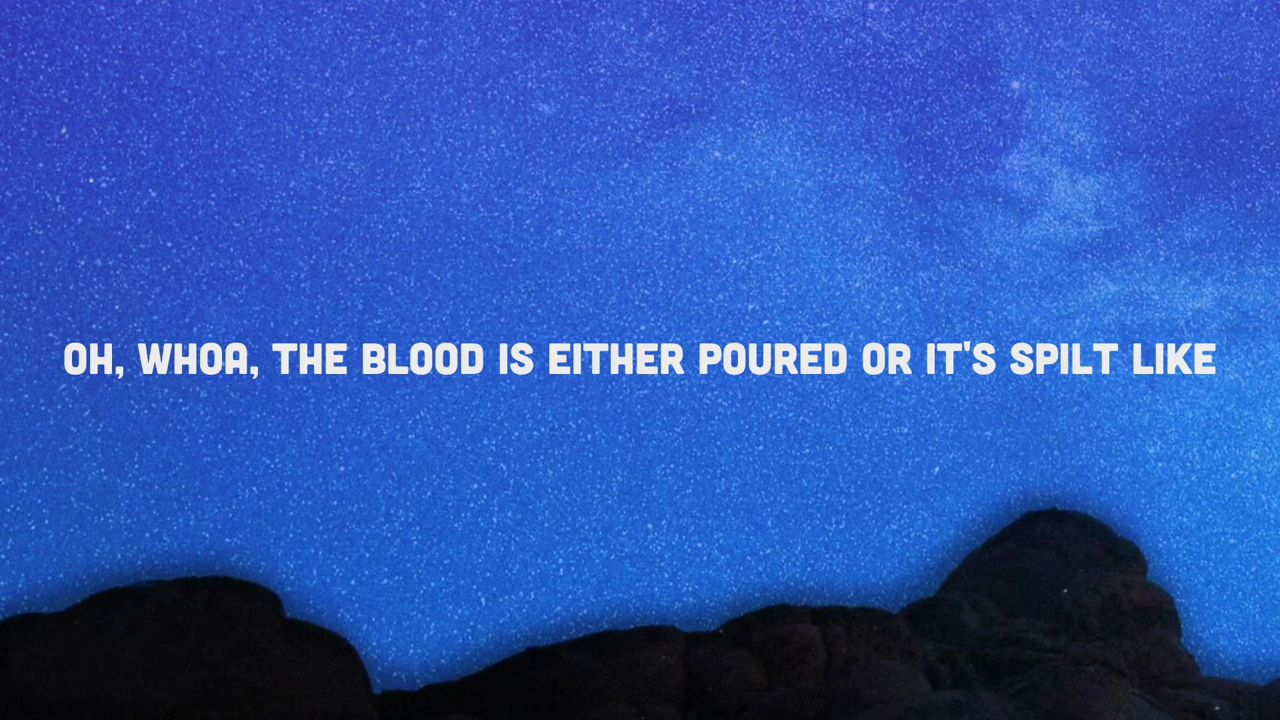 OH, WHOA, THE BLOOD IS EITHER POURED OR IT'S SPILT LIKE